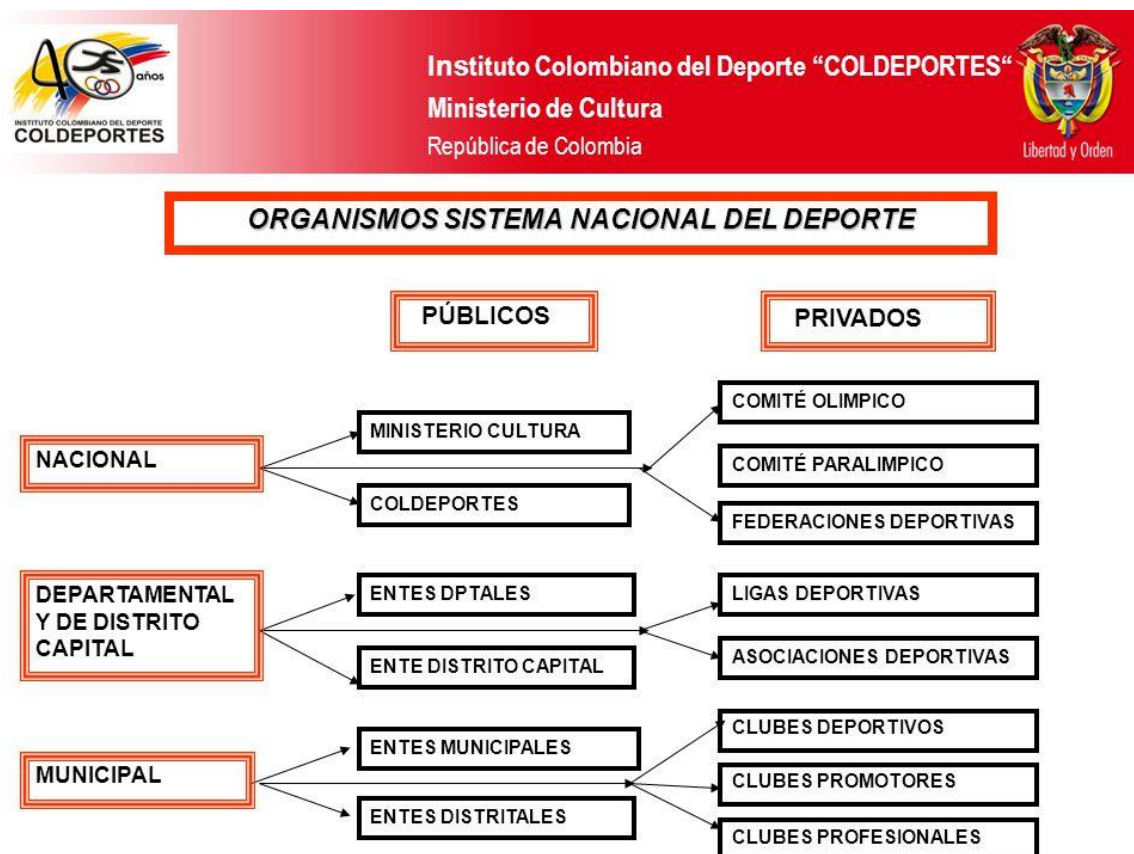 40 años
INSTITUTO COLOMBIANO DEL DEPORTE
COLDEPORTES
Instituto Colombiano del Deporte “COLDEPORTES“
Ministerio de Cultura
República de Colombia
Libertad y Orden
ORGANISMOS SISTEMA NACIONAL DEL DEPORTE
PÚBLICOS
PRIVADOS
NACIONAL
MINISTERIO CULTURA
COLDEPORTES
COMITÉ OLIMPICO
COMITÉ PARALIMPICO
FEDERACIONES DEPORTIVAS
DEPARTAMENTAL
Y DE DISTRITO
CAPITAL
ENTES DPTALES
ENTE DISTRITO CAPITAL
LIGAS DEPORTIVAS
ASOCIACIONES DEPORTIVAS
MUNICIPAL
ENTES MUNICIPALES
ENTES DISTRITALES
CLUBES DEPORTIVOS
CLUBES PROMOTORES
CLUBES PROFESIONALES